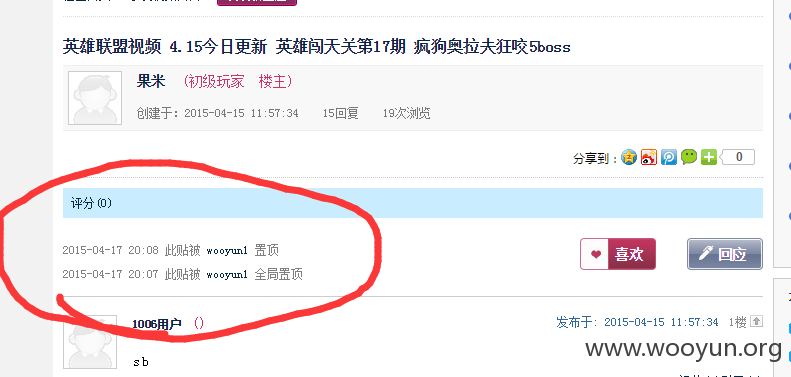 英雄联盟视频 4.15今日更新 英雄闯天关第17期 疯狗奥拉夫狂咬5boss
果米 (初级玩家 楼主)
创建于: 2015-04-15 11:57:34 15回复 19次浏览
分享到: 0
评分(0)
2015-04-17 20:08 此贴被 wooyun1 置顶
2015-04-17 20:07 此贴被 wooyun1 全局置顶
喜欢 回应
1006用户 () 发布于: 2015-04-15 11:57:34 1楼
sb
www.wooyun.org